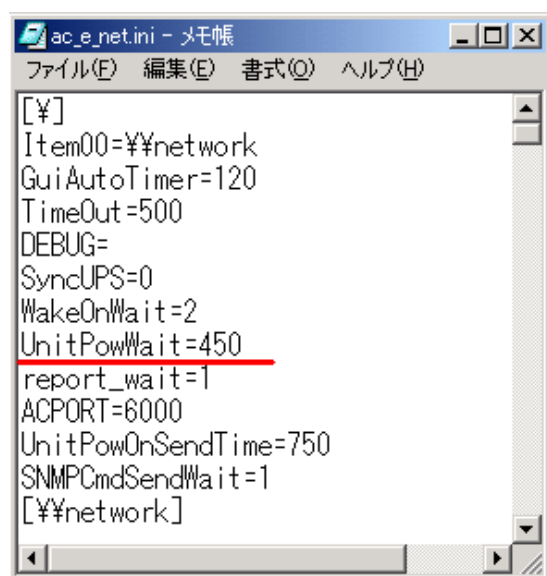 ac_e_net.ini - メモ帳
ファイル(F) 編集(E) 書式(O) ヘルプ(H)
[¥]
Item00=¥¥network
GuiAutoTimer=120
TimeOut=500
DEBUG=
SyncUPS=0
WakeOnWait=2
UnitPowWait=450
report_wait=1
ACPORT=6000
UnitPowOnSendTime=750
SNMPCmdSendWait=1
[¥¥network]